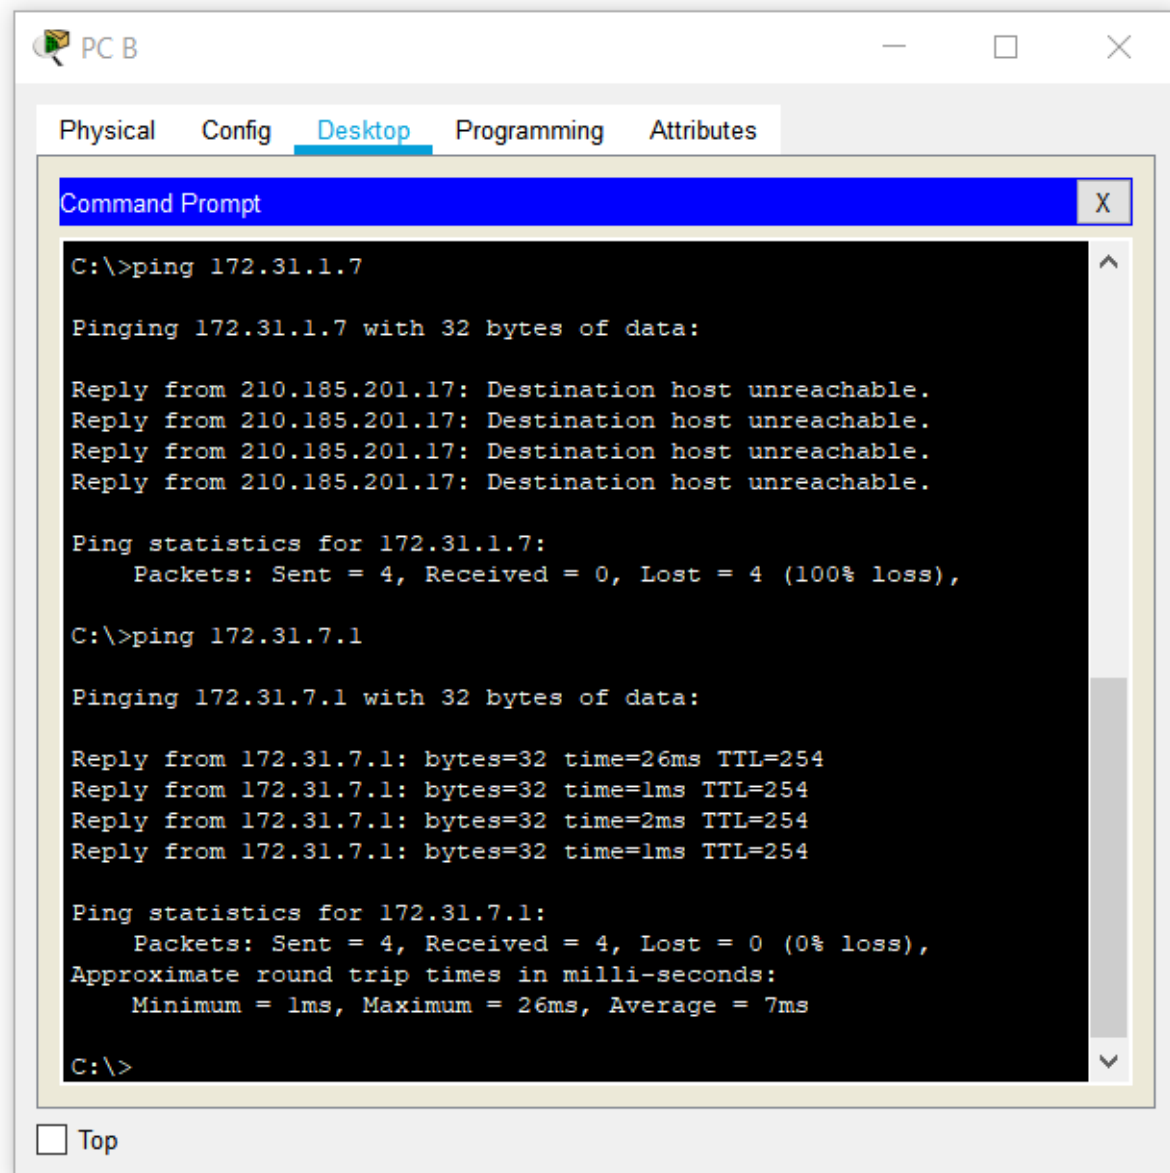 PC B
Physical Config Desktop Programming Attributes
Command Prompt X
C:\>ping 172.31.1.7
Pinging 172.31.1.7 with 32 bytes of data:
Reply from 210.185.201.17: Destination host unreachable.
Reply from 210.185.201.17: Destination host unreachable.
Reply from 210.185.201.17: Destination host unreachable.
Reply from 210.185.201.17: Destination host unreachable.
Ping statistics for 172.31.1.7:
Packets: Sent = 4, Received = 0, Lost = 4 (100% loss),
C:\>ping 172.31.7.1
Pinging 172.31.7.1 with 32 bytes of data:
Reply from 172.31.7.1: bytes=32 time=26ms TTL=254
Reply from 172.31.7.1: bytes=32 time=1ms TTL=254
Reply from 172.31.7.1: bytes=32 time=2ms TTL=254
Reply from 172.31.7.1: bytes=32 time=1ms TTL=254
Ping statistics for 172.31.7.1:
Packets: Sent = 4, Received = 4, Lost = 0 (0% loss),
Approximate round trip times in milli-seconds:
Minimum = 1ms, Maximum = 26ms, Average = 7ms
C:\>
Top